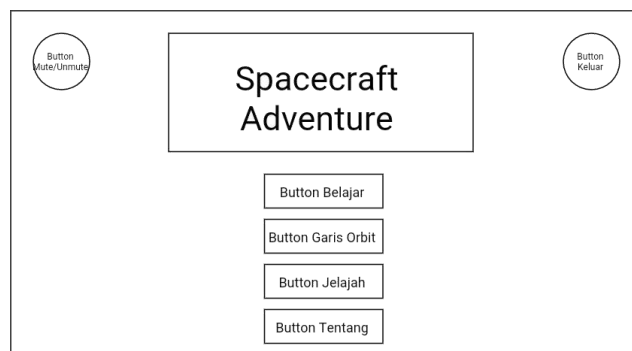 Button
Mute/Unmute
Spacecraft
Adventure
Button
Keluar
Button Belajar
Button Garis Orbit
Button Jelajah
Button Tentang